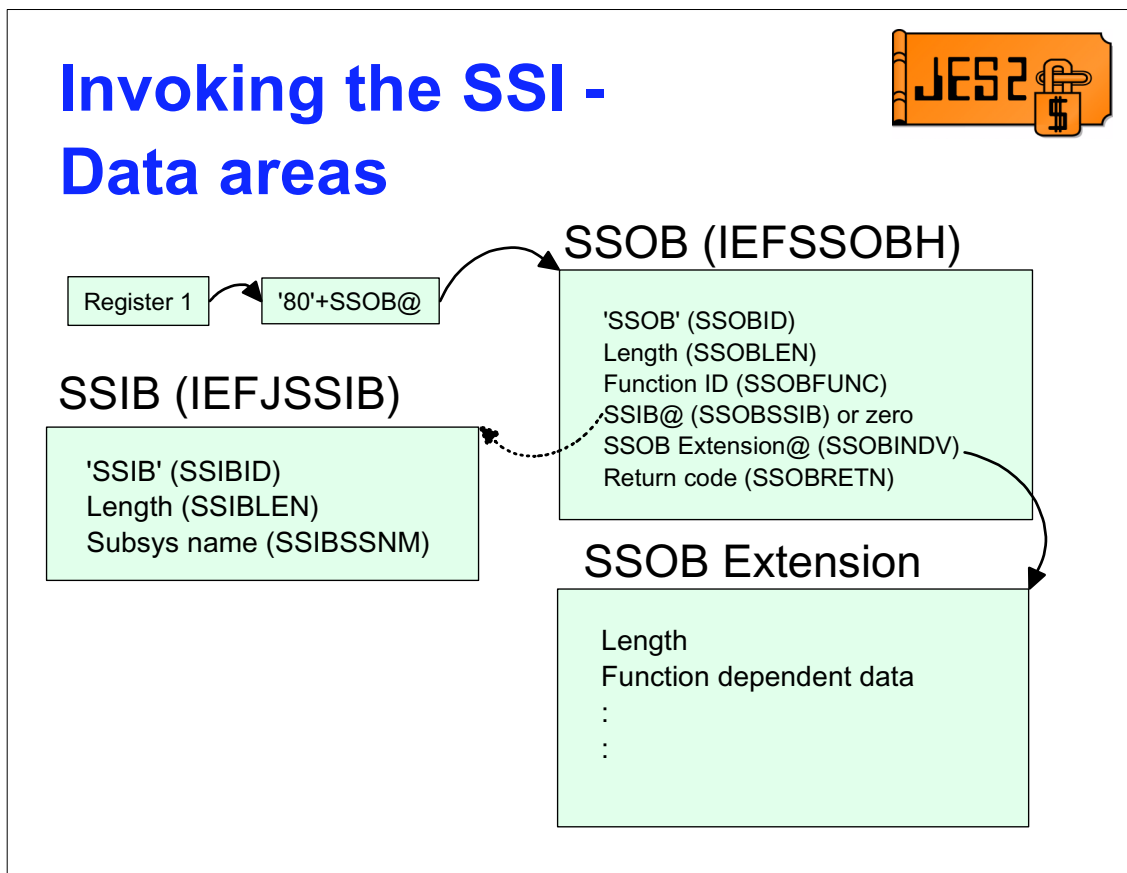 Invoking the SSI -
Data areas
JES2
$
SSOB (IEFSSOBH)
Register 1
'80'+SSOB@
'SSOB' (SSOBID)
Length (SSOBLEN)
Function ID (SSOBFUNC)
SSIB@ (SSOBSSIB) or zero
SSOB Extension@ (SSOBINDV)
Return code (SSOBRETN)
SSIB (IEFJSSIB)
'SSIB' (SSIBID)
Length (SSIBLEN)
Subsys name (SSIBSSNM)
SSOB Extension
Length
Function dependent data
:
: